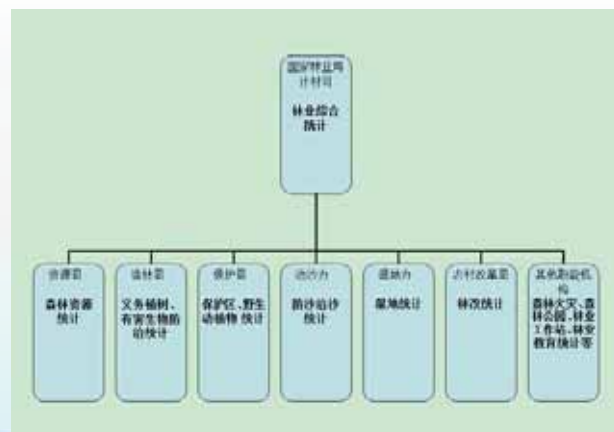 国家林业局
计财司
林业综合
统计
资源司
森林资源
统计
造林司
义务植树、
有害生物防
治统计
保护司
保护区、野生
动植物 统计
治沙办
防沙治沙
统计
湿地办
湿地统计
农村改革司
林改统计
其他职能机
构
森林火灾、森
林公园、林业
工作站、林业
教育统计等